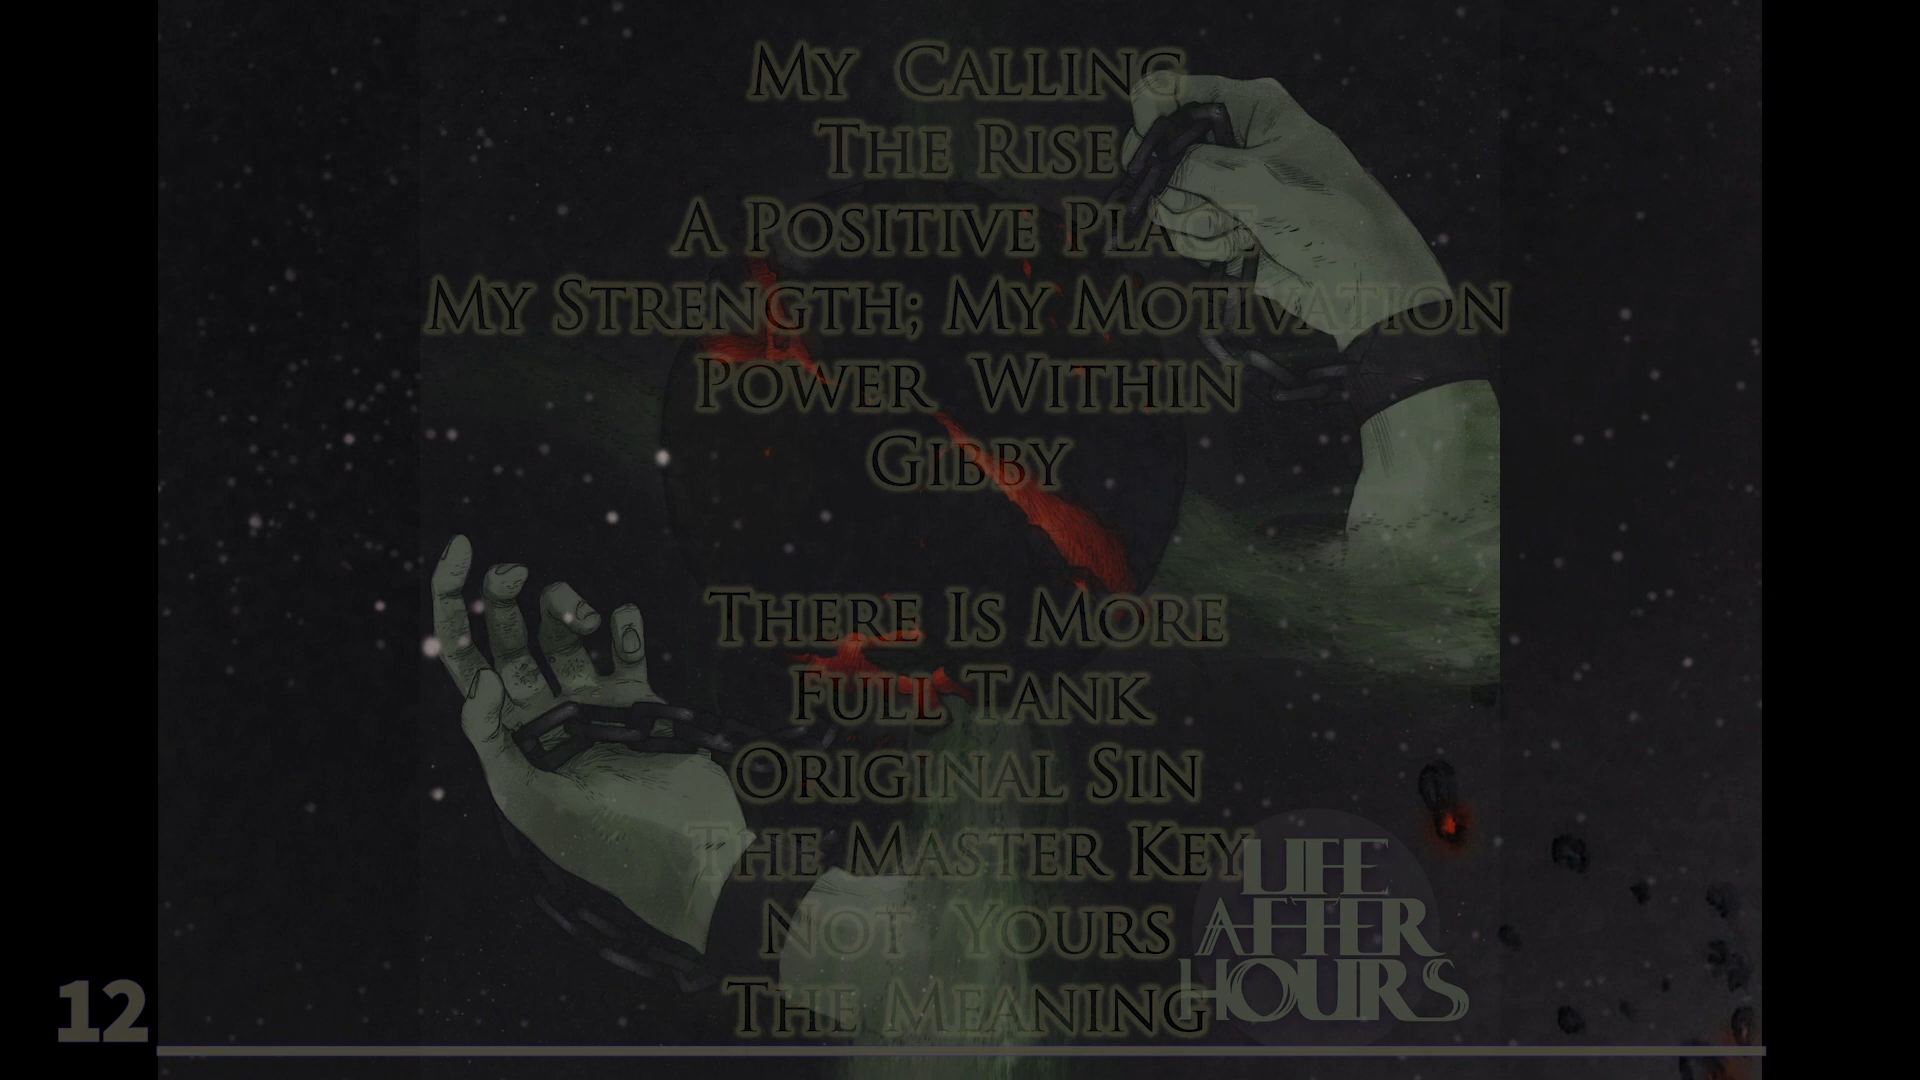 My Calling
The Rise
A Positive Place
My Strength; My Motivation
Power Within
Gibby
There Is More
Full Tank
Original Sin
The Master Key
Not Yours
The Meaning
LIFE
AFTER
HOURS
12